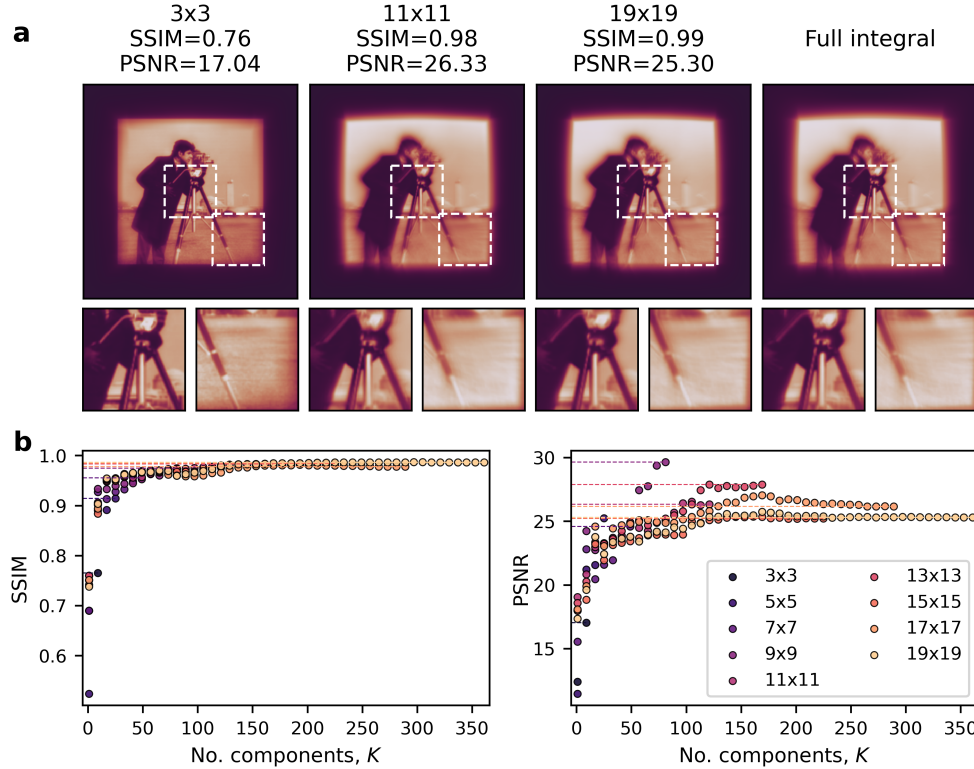 a
3x3
SSIM=0.76
PSNR=17.04
11x11
SSIM=0.98
PSNR=26.33
19x19
SSIM=0.99
PSNR=25.30
Full integral
b
SSIM
1.0
0.9
0.8
0.7
0.6
0
50
100
150
200
250
300
350
No. components, K
PSNR
30
25
20
15
0
50
100
150
200
250
300
350
No. components, K
3x3
5x5
7x7
9x9
11x11
13x13
15x15
17x17
19x19